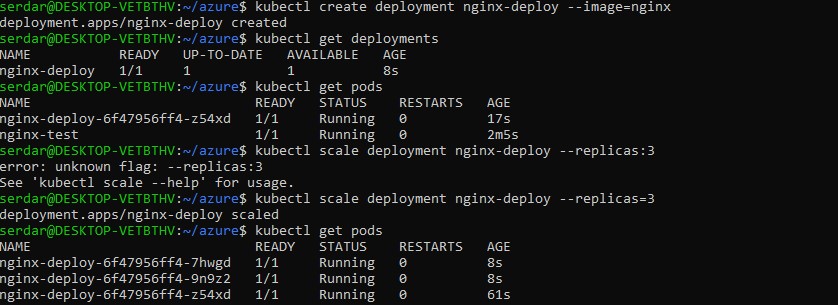 serdar@DESKTOP-VETBTHV:~/azure$ kubectl create deployment nginx-deploy --image=nginx
deployment.apps/nginx-deploy created
serdar@DESKTOP-VETBTHV:~/azure$ kubectl get deployments
NAME           READY   UP-TO-DATE   AVAILABLE   AGE
nginx-deploy   1/1     1            1           8s
serdar@DESKTOP-VETBTHV:~/azure$ kubectl get pods
NAME                            READY   STATUS    RESTARTS   AGE
nginx-deploy-6f47956ff4-z54xd   1/1     Running   0          17s
nginx-test                      1/1     Running   0          2m5s
serdar@DESKTOP-VETBTHV:~/azure$ kubectl scale deployment nginx-deploy --replicas:3
error: unknown flag: --replicas:3
See 'kubectl scale --help' for usage.
serdar@DESKTOP-VETBTHV:~/azure$ kubectl scale deployment nginx-deploy --replicas=3
deployment.apps/nginx-deploy scaled
serdar@DESKTOP-VETBTHV:~/azure$ kubectl get pods
NAME                            READY   STATUS    RESTARTS   AGE
nginx-deploy-6f47956ff4-7hwgd   1/1     Running   0          8s
nginx-deploy-6f47956ff4-9n9z2   1/1     Running   0          8s
nginx-deploy-6f47956ff4-z54xd   1/1     Running   0          61s